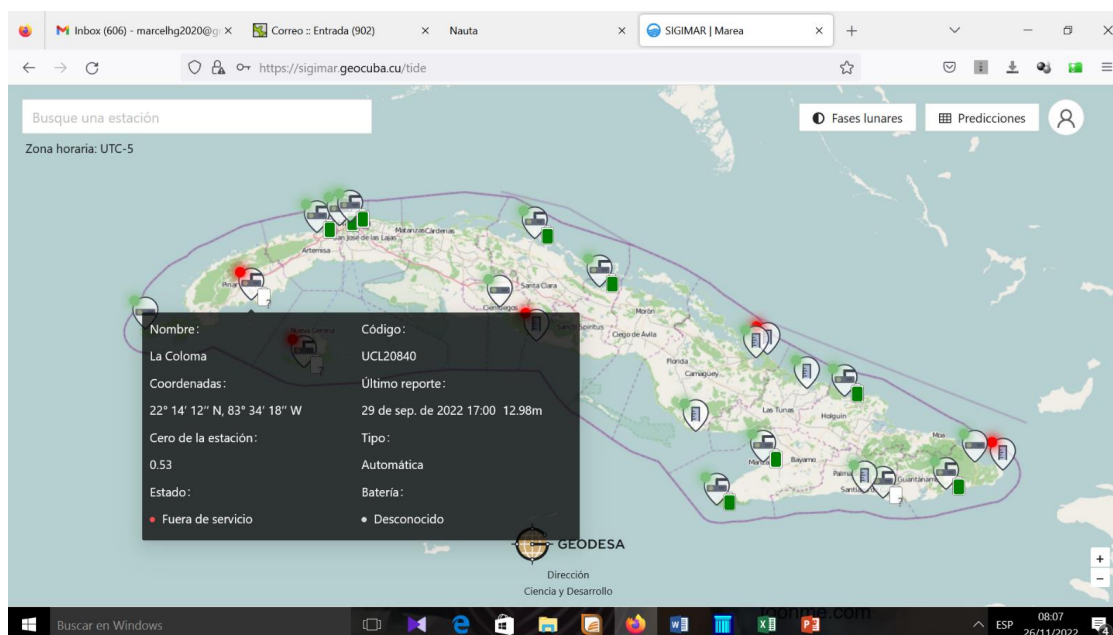 Inbox (606) - marcelhg2020@g
Correo :: Entrada (902)
Nauta
SIGIMAR | Marea
https://sigimar.geocuba.cu/tide
Busque una estación
Fases lunares
Predicciones
Zona horaria: UTC-5
Matanzas
Cárdenas
San José de las Lajas
Artemisa
Pinar
Santa Clara
Cienfuegos
Sancti Spíritus
Morón
Ciego de Ávila
Nueva Gerona
Florida
Camagüey
Las Tunas
Holguín
Moa
Bayamo
Palma
Guantánamo
Nombre:
Código:
La Coloma
UCL20840
Coordenadas:
Último reporte:
22° 14' 12'' N, 83° 34' 18'' W
29 de sep. de 2022 17:00 12.98m
Cero de la estación:
Tipo:
0.53
Automática
Estado:
Batería:
Fuera de servicio
Desconocido
GEODESA
Dirección
Ciencia y Desarrollo
+
−
Buscar en Windows
ESP
08:07
26/11/2022